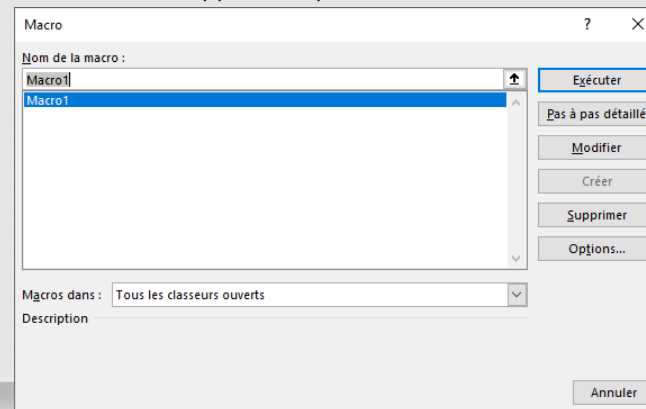 Macro
?
Nom de la macro :
Macro1
Macro1
Exécuter
Pas à pas détaillé
Modifier
Créer
Supprimer
Options...
Macros dans :
Tous les classeurs ouverts
Description
Annuler